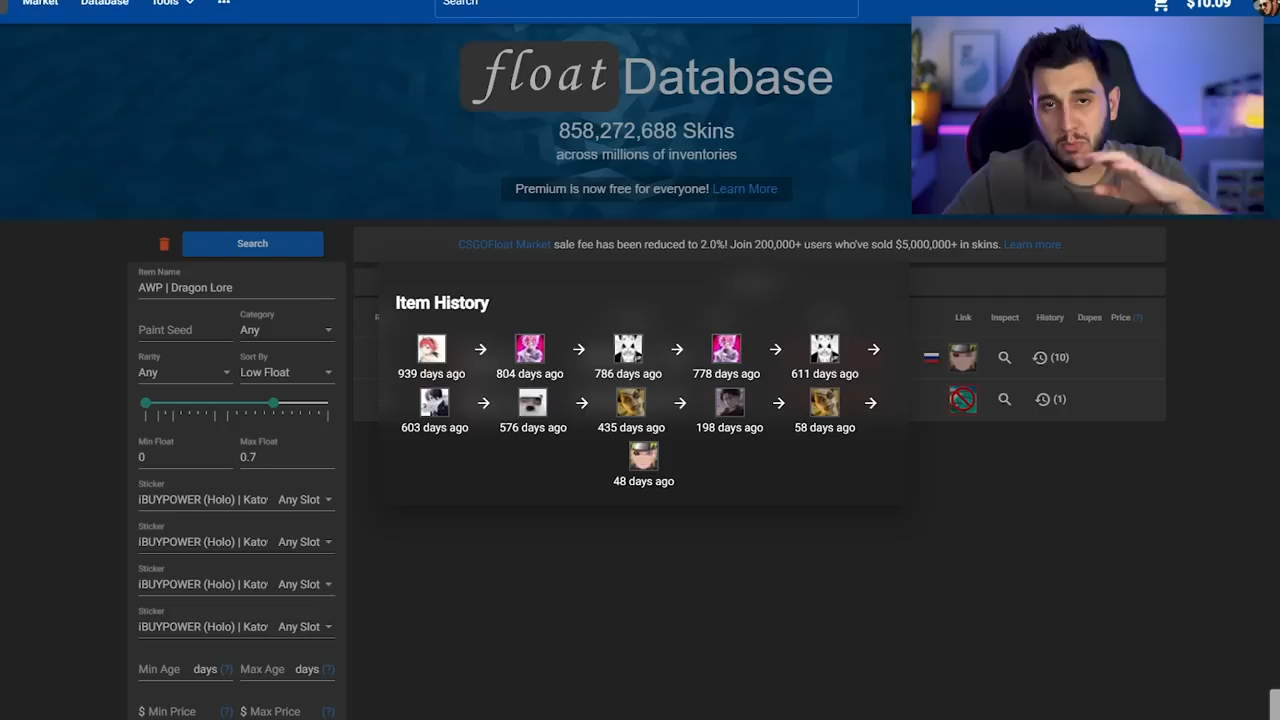 Market Database Tools ...
Search
$10.09
float Database
858,272,688 Skins
across millions of inventories
Premium is now free for everyone! Learn More
Search
CSGOFloat Market sale fee has been reduced to 2.0%! Join 200,000+ users who've sold $5,000,000+ in skins. Learn more
Item Name
AWP | Dragon Lore
Paint Seed
Category
Any
Rarity
Any
Sort By
Low Float
Min Float
0
Max Float
0.7
Sticker
iBUYPOWER (Holo) | Kato Any Slot
Sticker
iBUYPOWER (Holo) | Kato Any Slot
Sticker
iBUYPOWER (Holo) | Kato Any Slot
Sticker
iBUYPOWER (Holo) | Kato Any Slot
Min Age days (?) Max Age days (?)
$ Min Price (?) $ Max Price (?)
Item History
939 days ago 804 days ago 786 days ago 778 days ago 611 days ago
603 days ago 576 days ago 435 days ago 198 days ago 58 days ago
48 days ago
Link Inspect History Dupes Price (?)
(10)
(1)